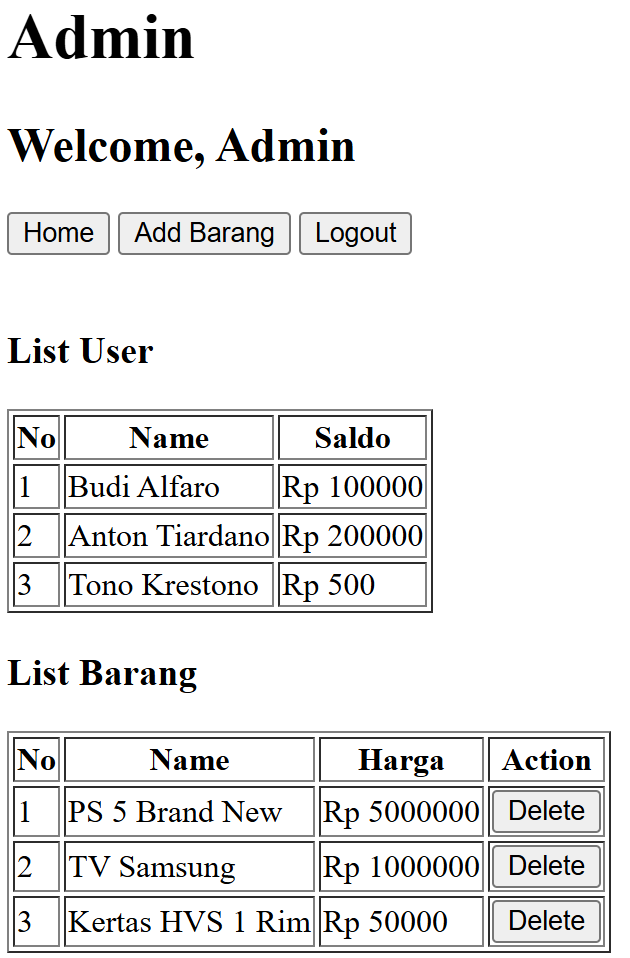 Admin
Welcome, Admin
Home Add Barang Logout
List User
No Name Saldo
1 Budi Alfaro Rp 100000
2 Anton Tiardano Rp 200000
3 Tono Krestono Rp 500
List Barang
No Name Harga Action
1 PS 5 Brand New Rp 5000000 Delete
2 TV Samsung Rp 1000000 Delete
3 Kertas HVS 1 Rim Rp 50000 Delete